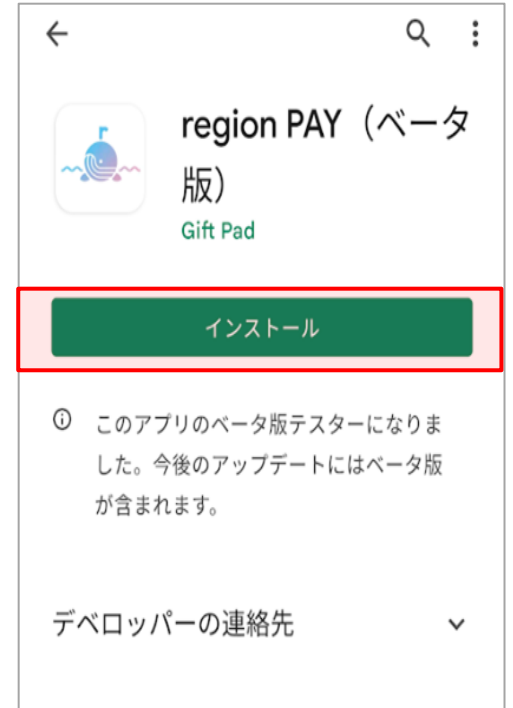 region PAY（ベータ
版）
Gift Pad
インストール
このアプリのベータ版テスターになりま
した。今後のアップデートにはベータ版
が含まれます。
デベロッパーの連絡先